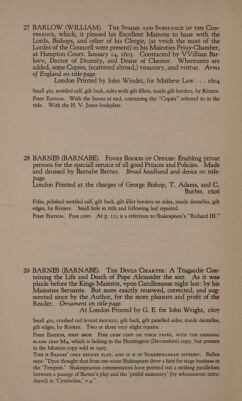 27 BARLOW (WILLIAM). THE SVMME AND SVBSTANCE OF THE CON-
FERENCE, which, it pleased his Excellent Maiestie to haue with the
Lords, Bishops, and other of his Clergie, (at vvich the most of the
Lordes of the Councell were present) in his Maiesties Priuy-Chamber,
at Hampton Court. Ianuary 14, 1603. Contracted by VVilliam Bar-
lovv, Doctor of Diuinity, and Deane of Chester. Whereunto are
added, some Copies, (scattered abroad,) vnsauory, and vntrue. Arms
of England on title-page.
London Printed by Iohn Windet, for Mathew Law . . . 1604
Small 4to, mottled calf, gilt back, sides with gilt fillets, inside gilt borders, by Riviere.
FIRST EDITION. With the leaves at end, containing the “Copies” referred to in the
title. With the H. V. Jones bookplate.
28 BARNES (BARNABE). FOVRE BOOKES OF OFFICES: Enabling privat
persons for the speciall seruice of all good Princes and Policies. Made
and deuised by Barnabe Barnes. Broad headband and device on title-
page.
London Printed at the charges of George Bishop, T. Adams, and C.
Burbie. 1606
Folio, polished mottled calf, gilt back, gilt fillet borders on sides, inside dentelles, gilt
edges, by Riviere. Small hole in title and following leaf repaired.
FIRST EDITION. FINE COPY. At p. 113 is a reference to Shakespeare's “Richard III.”
29 BARNES (BARNABE). THE DIVILS CHARTER: A Tragaedie Con-
teining the Life and Death of Pope Alexander the sixt. As it was
plaide before the Kings Maiestie, vpon Candlemasse night last: by his
Maiesties Seruants. But more exactly reuewed, corrected, and aug-
mented since by the Author, for the more pleasure and profit of the
Reader. Ornament on title-page.
At London Printed by G. E. for Iohn Wright, 1607
Small 4to, crushed red levant morocco, gilt back, gilt panelled sides, inside dentelles,
gilt edges, by Riviere. Two or three very slight repairs.
FIRST EDITION, FIRST ISSUE. FINE CRISP COPY ON THICK PAPER, WITH THE ORIGINAL
BLANK LEAF M4, which is lacking in the Huntington (Devonshire) copy, but present
in the Mostyn copy sold in 1907.
THIS IS BARNES' ONLY EXTANT PLAY, AND IT IS OF SHAKESPEAREAN INTEREST. Bullen
says: “Dyce thought that from one scene Shakespeare drew a hint for stage business in
the 'Tempest.' Shakespearean commentators have pointed out a striking parallelism
between a passage of Barnes's play and the 'pitiful mummery' (by whomsoever intro-
duced) in 'Cymbeline,' v.4.”